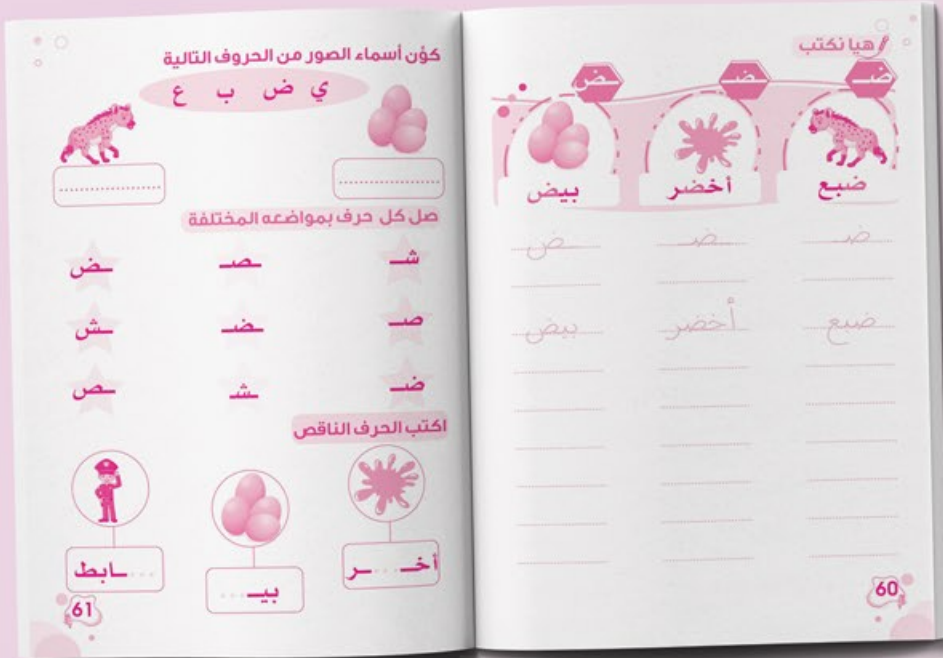 هيا نكتب
ضـ ـضـ ـض
ضبع أخضر بيض
ضـ ـضـ ـض
ضبع أخضر بيض
60
كوّن أسماء الصور من الحروف التالية
ي ض ب ع
صل كل حرف بمواضعه المختلفة
شـ ـصـ ـض
صـ ـضـ ـش
ضـ ـشـ ـص
اكتب الحرف الناقص
أخـ...ـر بيـ... ...ـابط
61